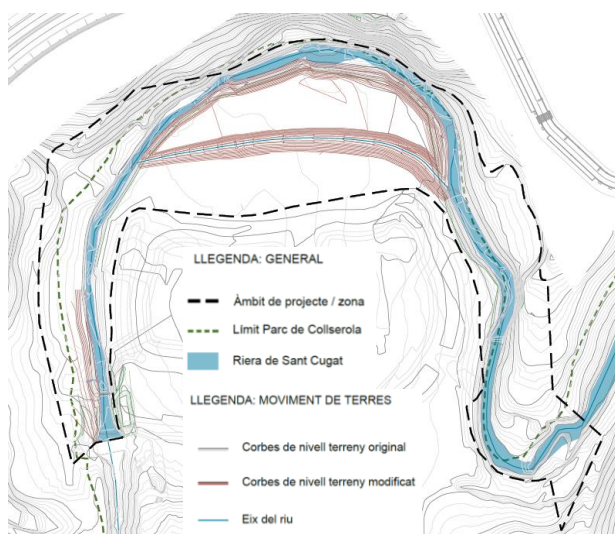 LLEGENDA: GENERAL
Àmbit de projecte / zona
Límit Parc de Collserola
Riera de Sant Cugat
LLEGENDA: MOVIMENT DE TERRES
Corbes de nivell terreny original
Corbes de nivell terreny modificat
Eix del riu